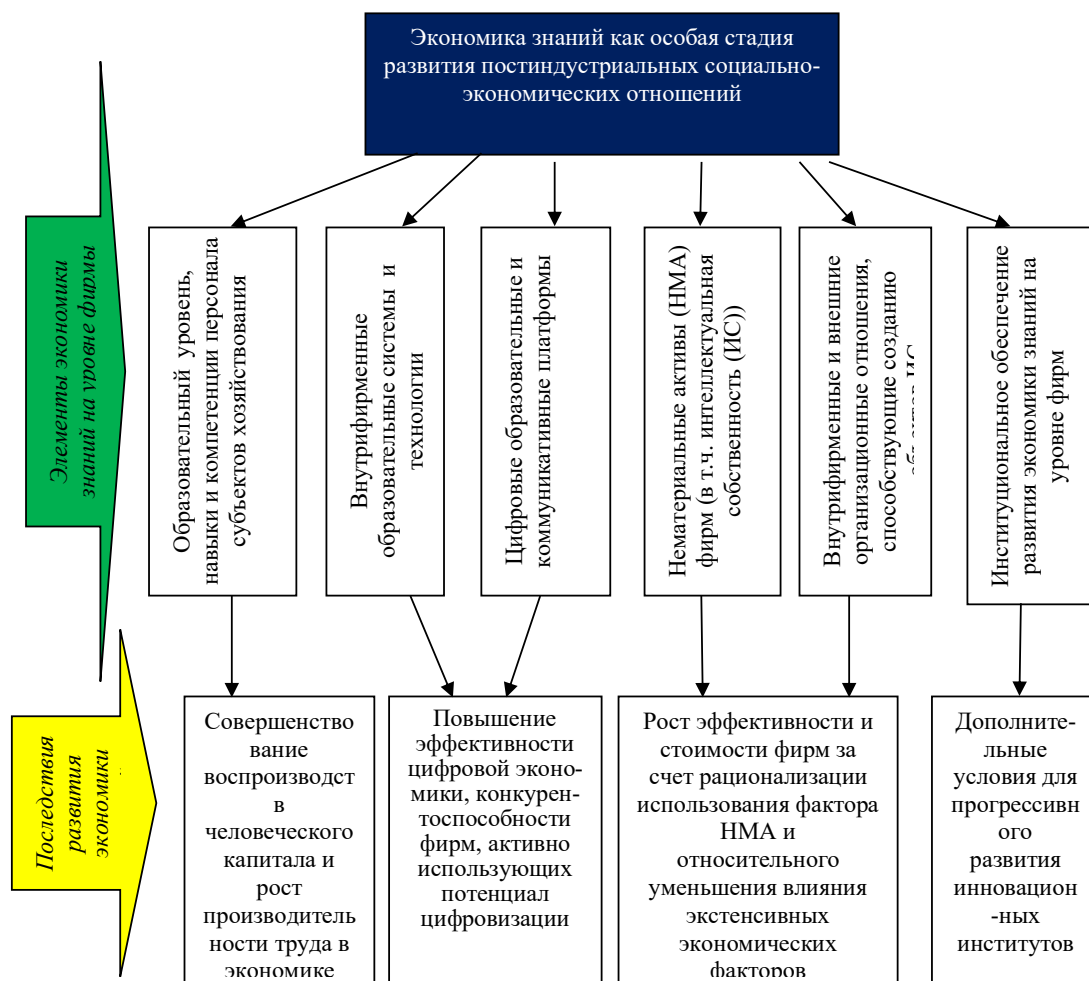 Экономика знаний как особая стадия
развития постиндустриальных социально-
экономических отношений
Элементы экономики
знаний на уровне фирмы
Образовательный уровень,
навыки и компетенции персонала
субъектов хозяйствования
Внутрифирменные
образовательные системы и
технологии
Цифровые образовательные и
коммуникативные платформы
Нематериальные активы (НМА)
фирм (в т.ч. интеллектуальная
собственность (ИС))
Внутрифирменные и внешние
организационные отношения,
способствующие созданию
Институциональное обеспечение
развития экономики знаний на
уровне фирм
Последствия
развития
экономики
Совершенство
вание
воспроизводст
в
человеческого
капитала и
рост
производитель
ности труда в
экономике
Повышение
эффективности
цифровой эконо-
мики, конкурен-
тоспособности
фирм, активно
использующих
потенциал
цифровизации
Рост эффективности и
стоимости фирм за
счет рационализации
использования фактора
НМА и
относительного
уменьшения влияния
экстенсивных
экономических
факторов
Дополните-
льные
условия для
прогрессивн
ого
развития
инновацион
-ных
институтов